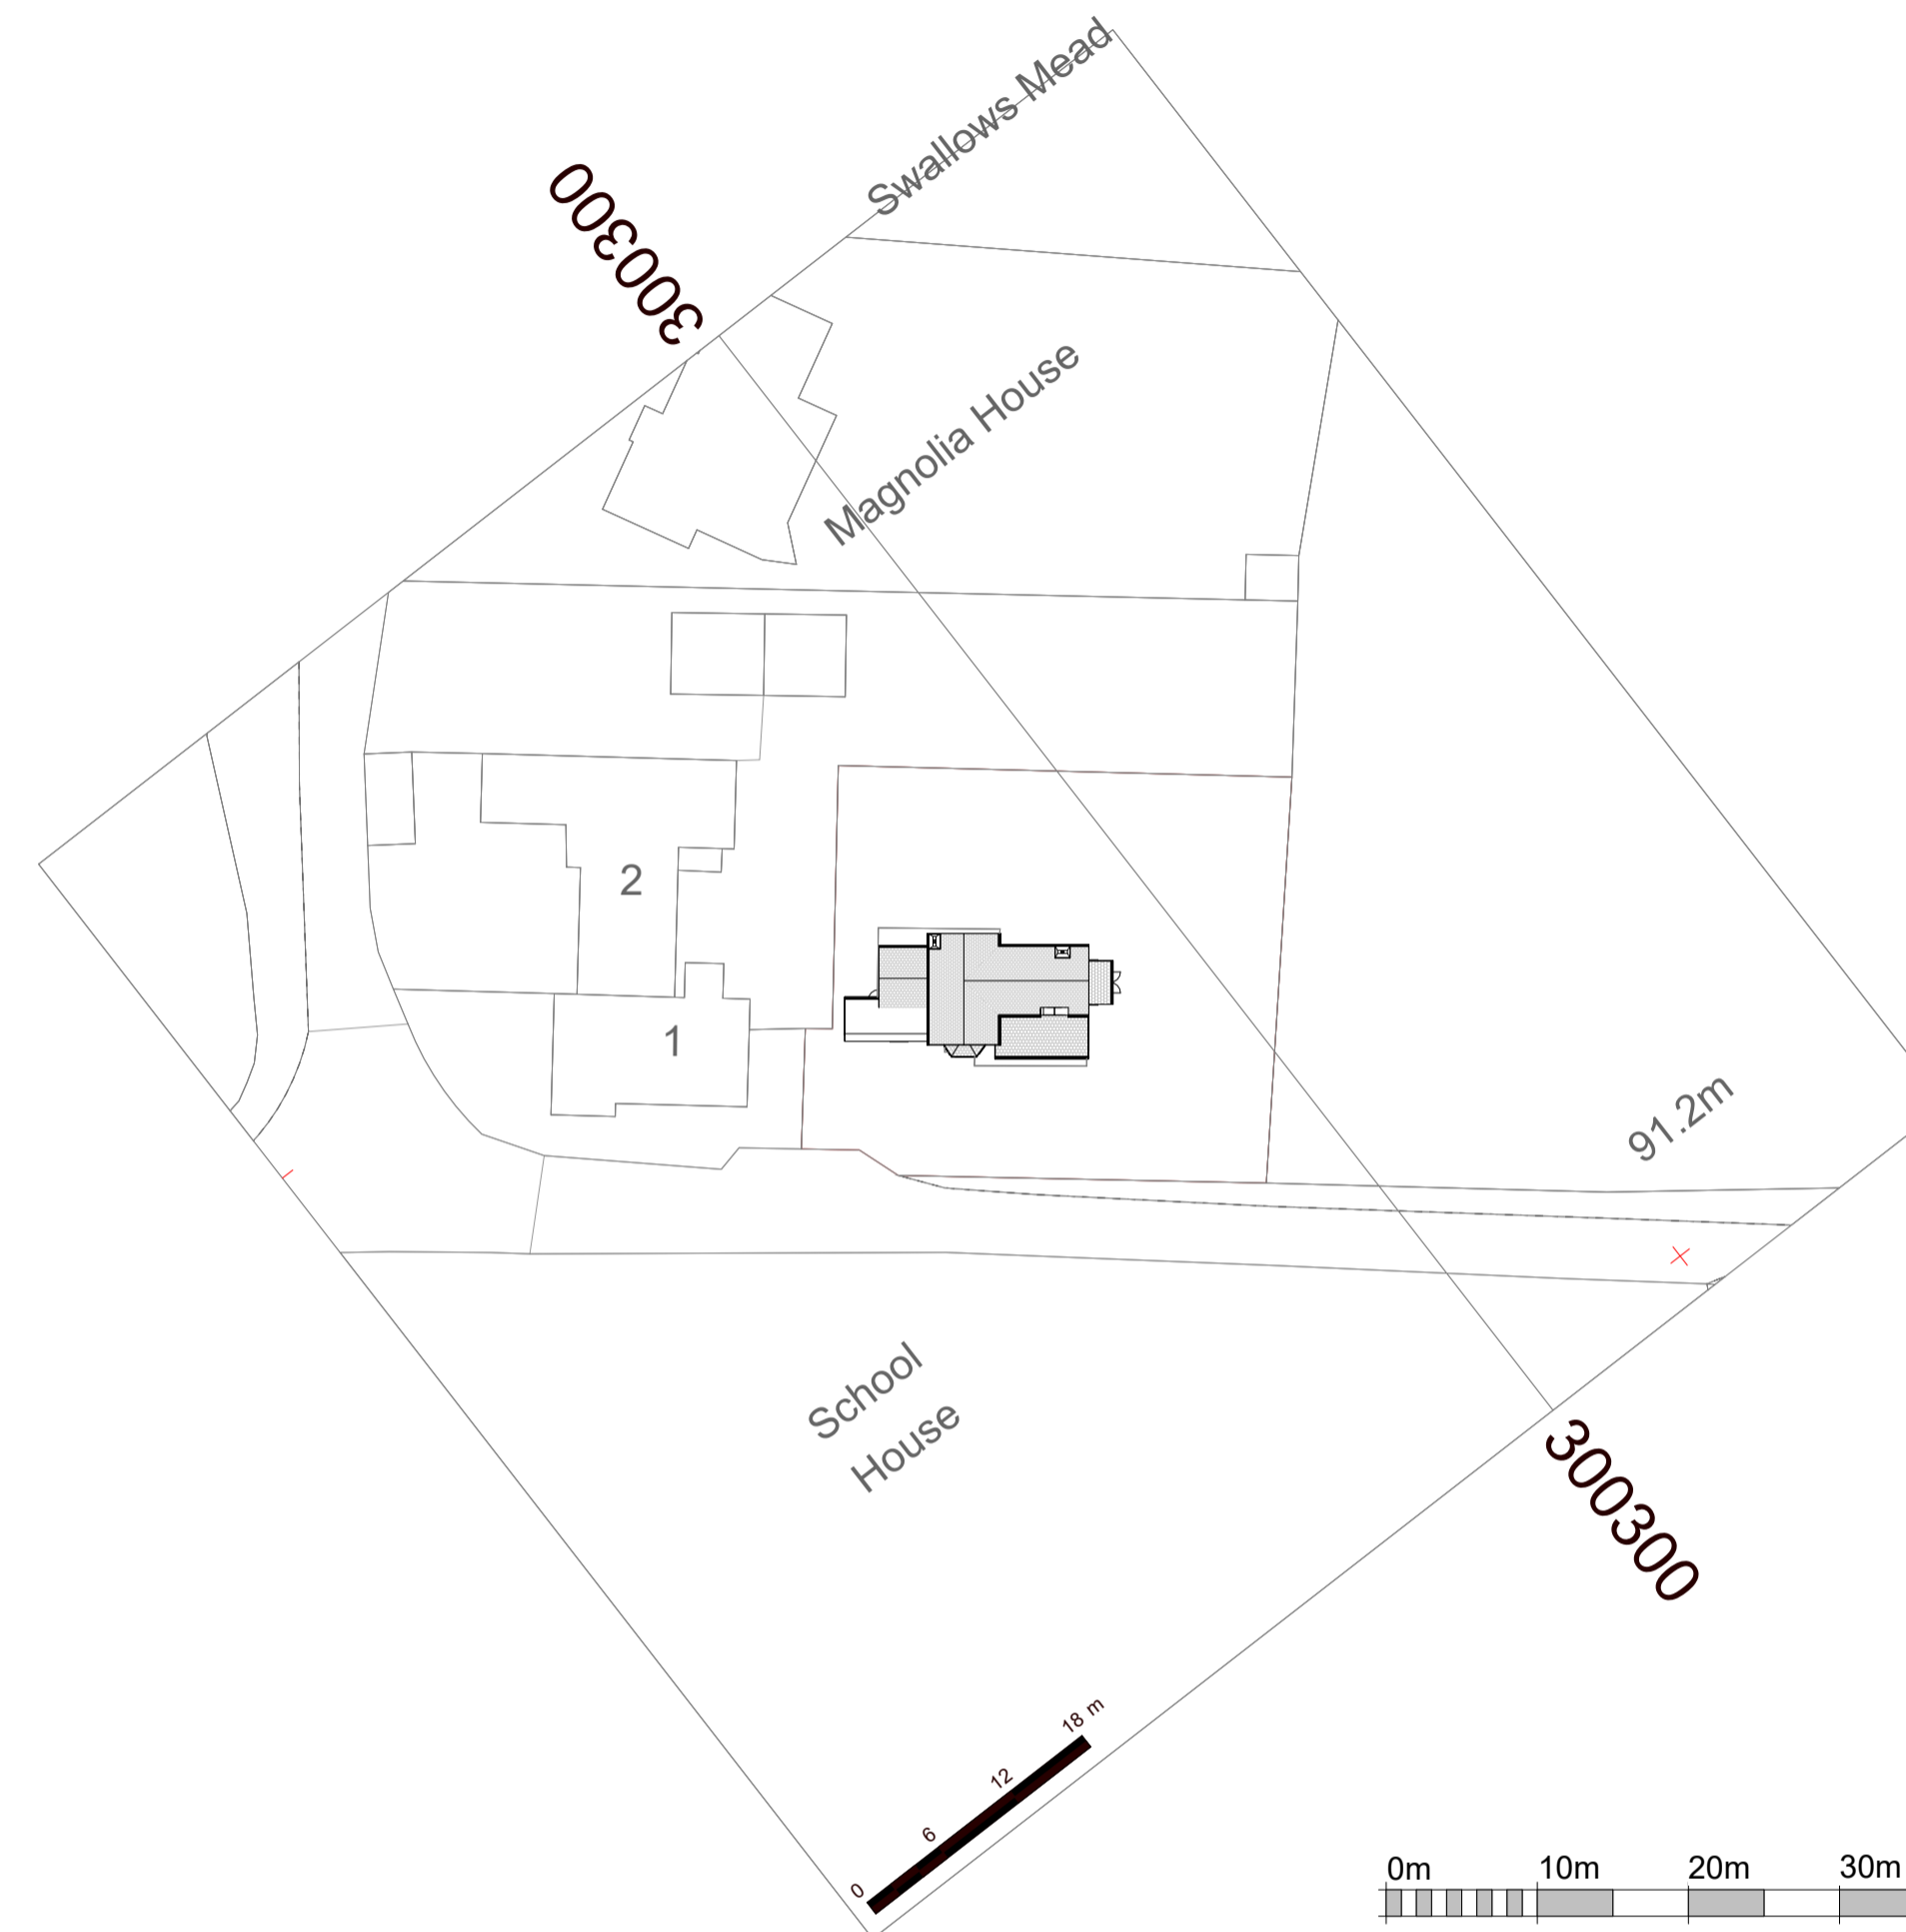 Swallows Mead
300300
Magnolia House
2
1
91.2m
School
House
300300
18 m
12
6
0
0m 10m 20m 30m